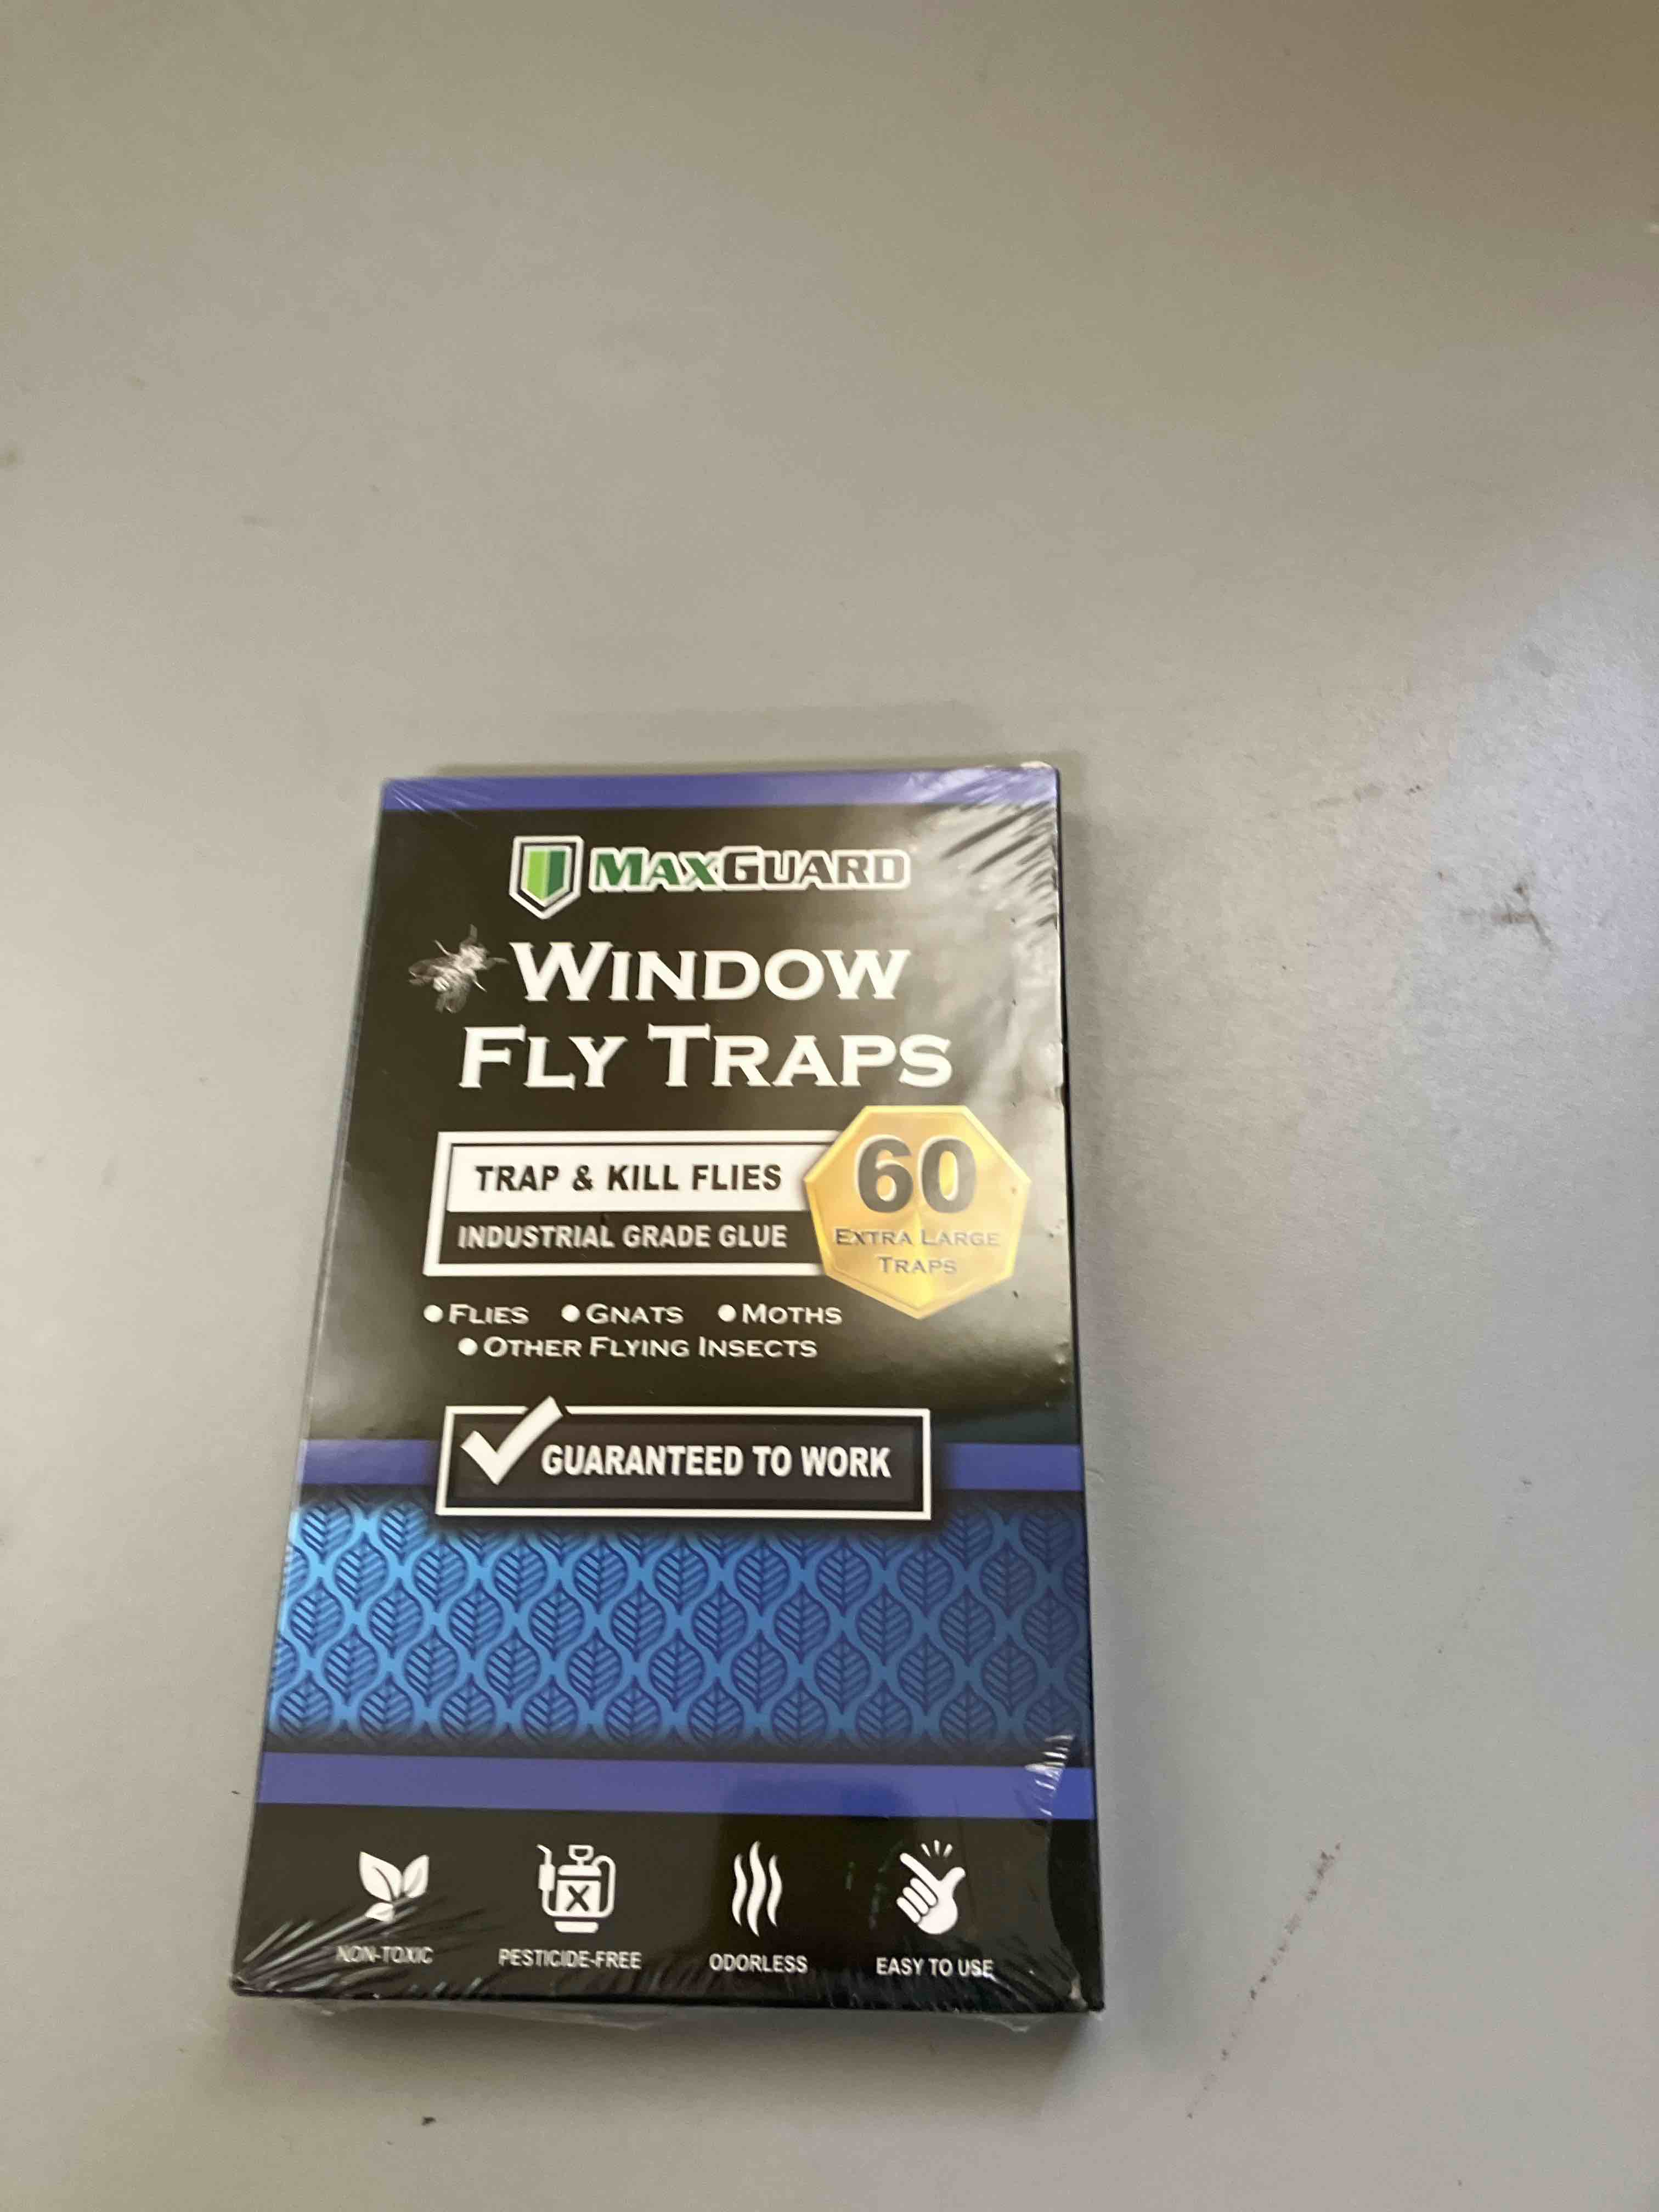 MAXGUARD
WINDOW
FLY TRAPS
TRAP & KILL FLIES
INDUSTRIAL GRADE GLUE
60
EXTRA LARGE
TRAPS
• FLIES • GNATS • MOTHS
• OTHER FLYING INSECTS
GUARANTEED TO WORK
NON-TOXIC PESTICIDE-FREE ODORLESS EASY TO USE